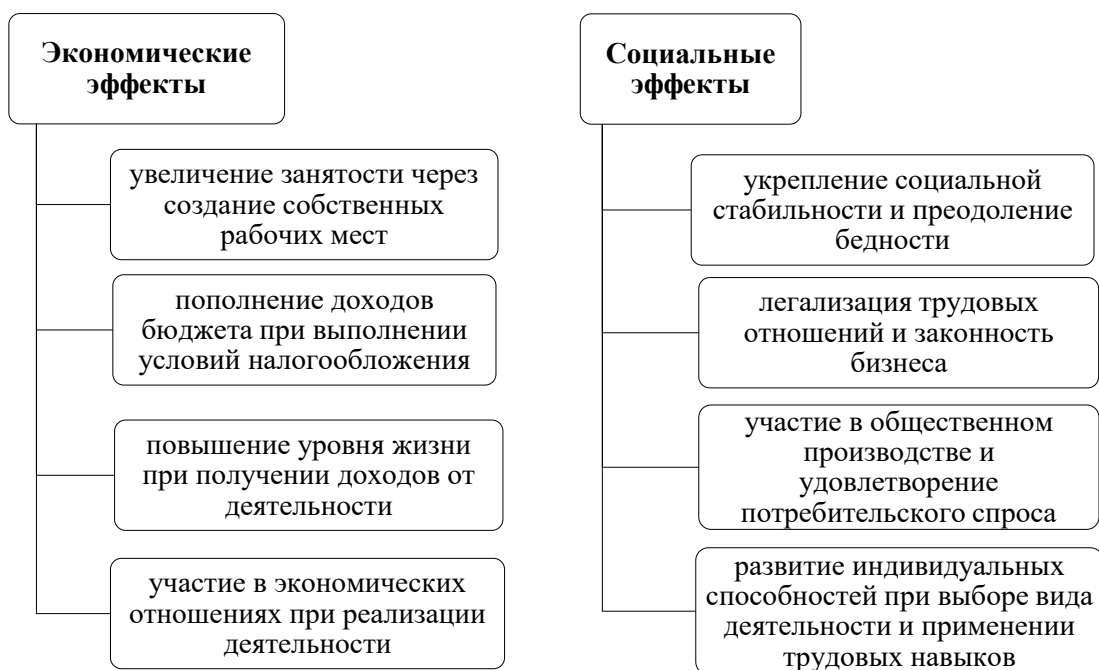 Экономические
эффекты
увеличение занятости через
создание собственных
рабочих мест
пополнение доходов
бюджета при выполнении
условий налогообложения
повышение уровня жизни
при получении доходов от
деятельности
участие в экономических
отношениях при реализации
деятельности
Социальные
эффекты
укрепление социальной
стабильности и преодоление
бедности
легализация трудовых
отношений и законность
бизнеса
участие в общественном
производстве и
удовлетворение
потребительского спроса
развитие индивидуальных
способностей при выборе вида
деятельности и применении
трудовых навыков